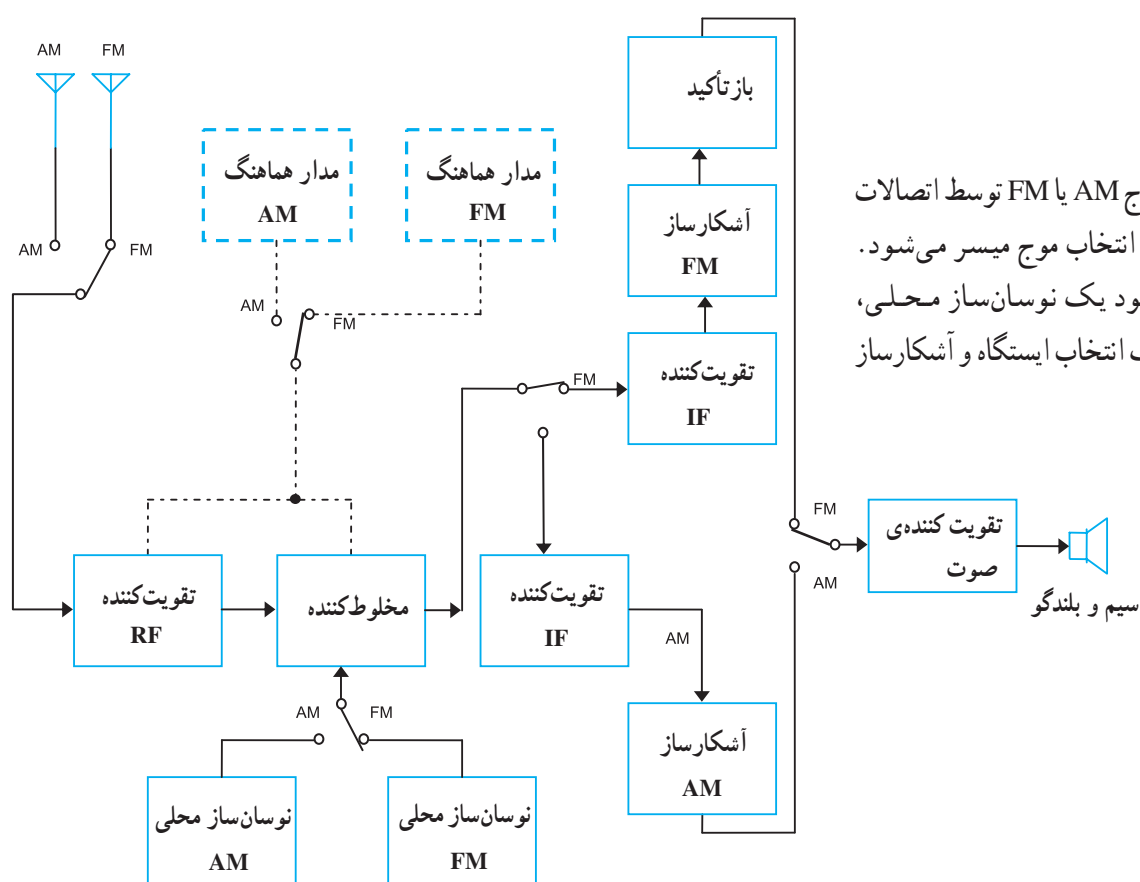 AM FM
بازتأکید
مدار هماهنگ
AM
مدار هماهنگ
FM
ج AM یا FM توسط اتصالات
انتخاب موج میسر می‌شود.
ود یک نوسان‌ساز محلی،
انتخاب ایستگاه و آشکارساز
آشکارساز
FM
AM FM
AM FM
تقویت‌کننده
IF
FM
تقویت‌کننده
RF
مخلوط‌کننده
تقویت‌کننده
IF
AM
FM
AM
تقویت کننده‌ی
صوت
سیم و بلندگو
AM FM
آشکارساز
AM
نوسان‌ساز محلی
AM
نوسان‌ساز محلی
FM